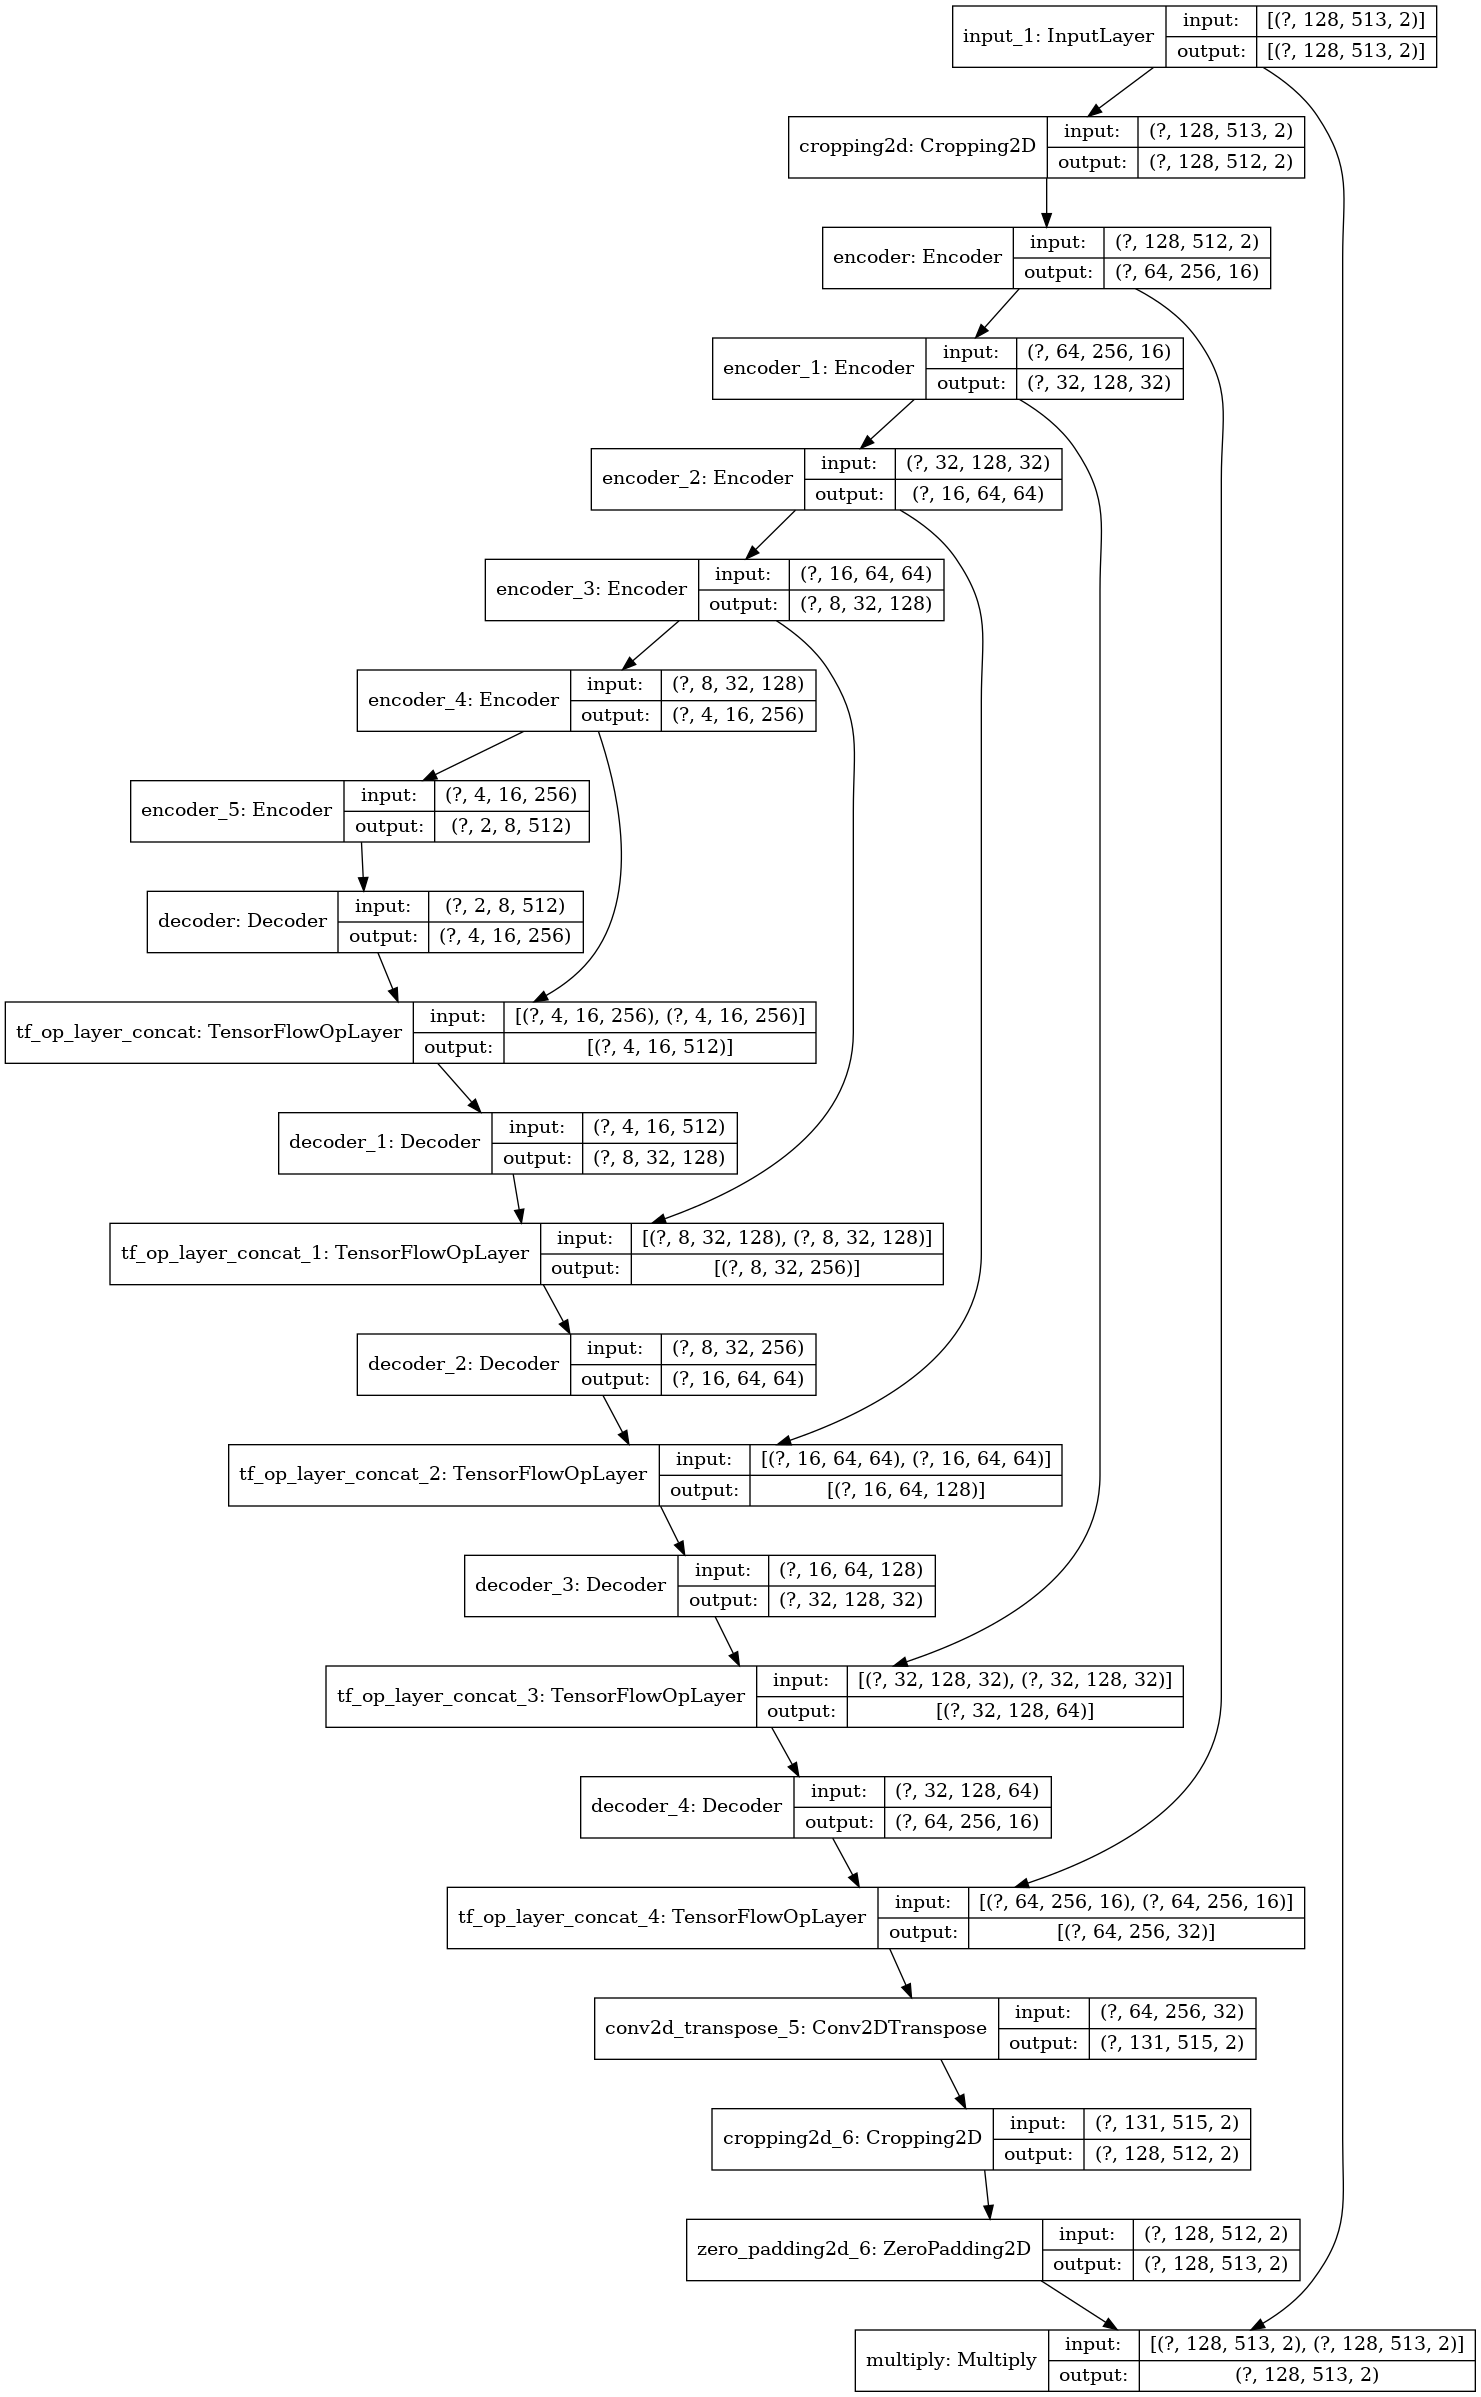 input_1: InputLayer
input: [(?, 128, 513, 2)]
output: [(?, 128, 513, 2)]
cropping2d: Cropping2D
input: (?, 128, 513, 2)
output: (?, 128, 512, 2)
encoder: Encoder
input: (?, 128, 512, 2)
output: (?, 64, 256, 16)
encoder_1: Encoder
input: (?, 64, 256, 16)
output: (?, 32, 128, 32)
encoder_2: Encoder
input: (?, 32, 128, 32)
output: (?, 16, 64, 64)
encoder_3: Encoder
input: (?, 16, 64, 64)
output: (?, 8, 32, 128)
encoder_4: Encoder
input: (?, 8, 32, 128)
output: (?, 4, 16, 256)
encoder_5: Encoder
input: (?, 4, 16, 256)
output: (?, 2, 8, 512)
decoder: Decoder
input: (?, 2, 8, 512)
output: (?, 4, 16, 256)
tf_op_layer_concat: TensorFlowOpLayer
input: [(?, 4, 16, 256), (?, 4, 16, 256)]
output: [(?, 4, 16, 512)]
decoder_1: Decoder
input: (?, 4, 16, 512)
output: (?, 8, 32, 128)
tf_op_layer_concat_1: TensorFlowOpLayer
input: [(?, 8, 32, 128), (?, 8, 32, 128)]
output: [(?, 8, 32, 256)]
decoder_2: Decoder
input: (?, 8, 32, 256)
output: (?, 16, 64, 64)
tf_op_layer_concat_2: TensorFlowOpLayer
input: [(?, 16, 64, 64), (?, 16, 64, 64)]
output: [(?, 16, 64, 128)]
decoder_3: Decoder
input: (?, 16, 64, 128)
output: (?, 32, 128, 32)
tf_op_layer_concat_3: TensorFlowOpLayer
input: [(?, 32, 128, 32), (?, 32, 128, 32)]
output: [(?, 32, 128, 64)]
decoder_4: Decoder
input: (?, 32, 128, 64)
output: (?, 64, 256, 16)
tf_op_layer_concat_4: TensorFlowOpLayer
input: [(?, 64, 256, 16), (?, 64, 256, 16)]
output: [(?, 64, 256, 32)]
conv2d_transpose_5: Conv2DTranspose
input: (?, 64, 256, 32)
output: (?, 131, 515, 2)
cropping2d_6: Cropping2D
input: (?, 131, 515, 2)
output: (?, 128, 512, 2)
zero_padding2d_6: ZeroPadding2D
input: (?, 128, 512, 2)
output: (?, 128, 513, 2)
multiply: Multiply
input: [(?, 128, 513, 2), (?, 128, 513, 2)]
output: (?, 128, 513, 2)